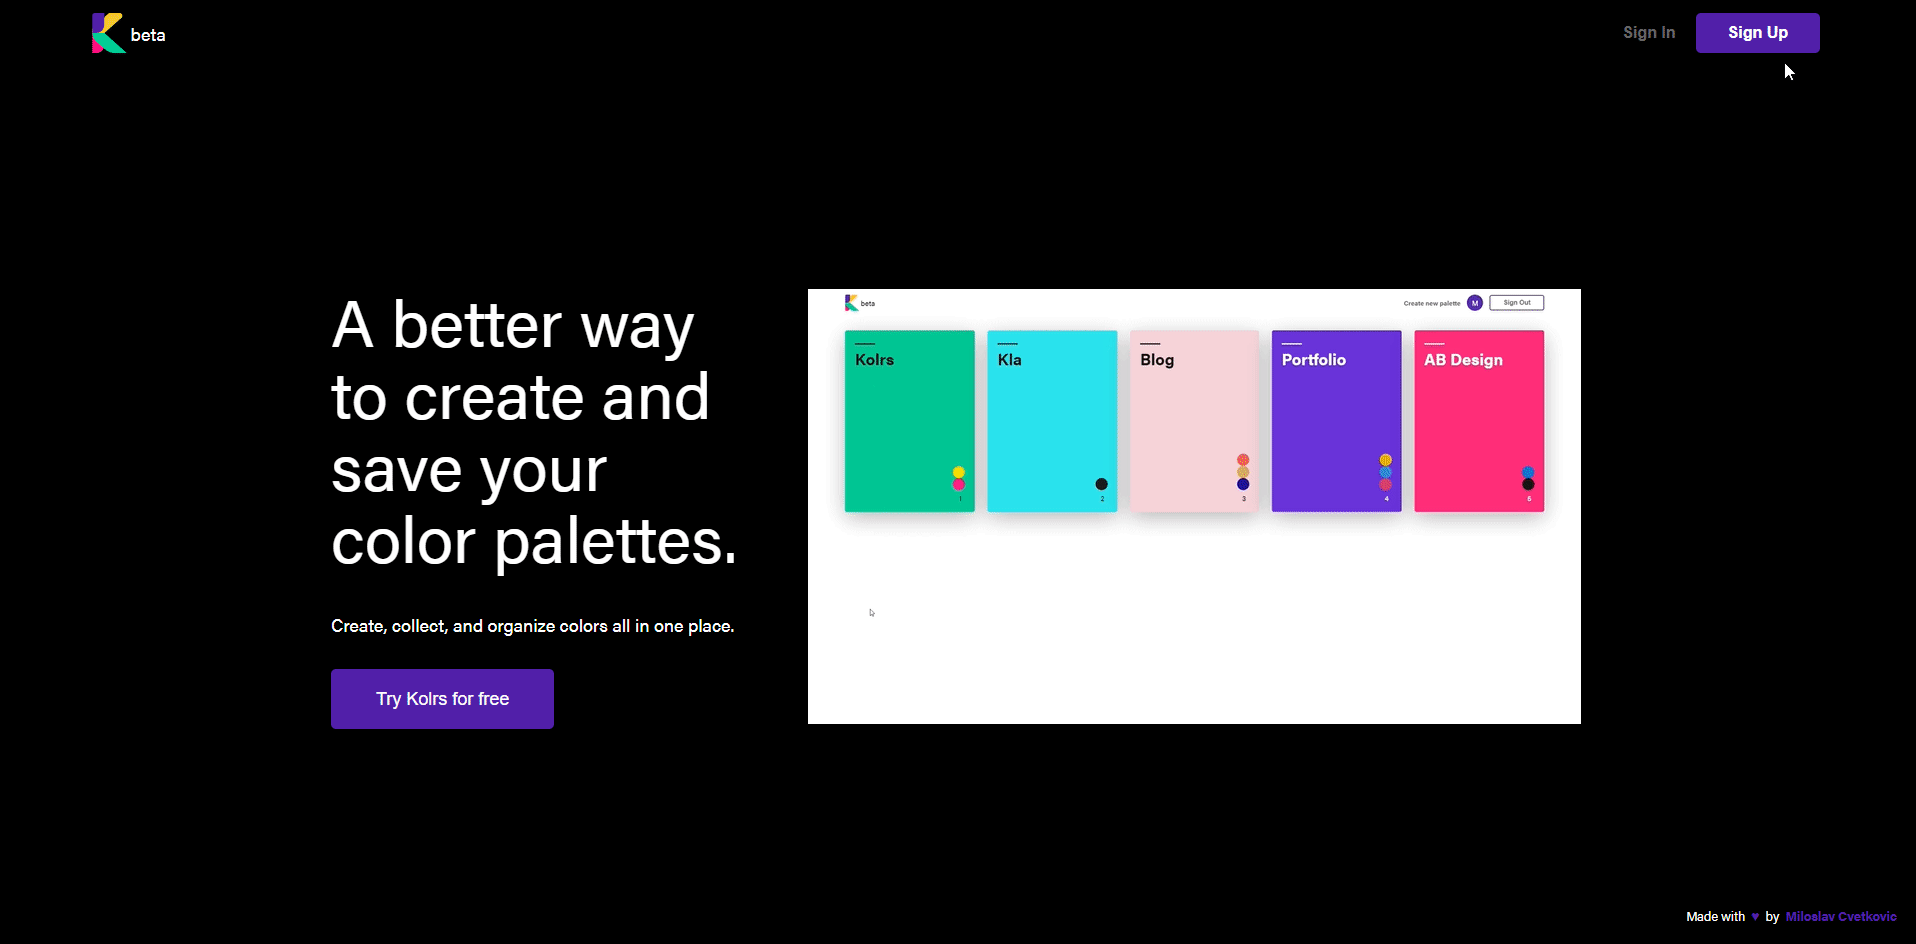 beta
Sign In
Sign Up
A better way
to create and
save your
color palettes.
Create, collect, and organize colors all in one place.
Try Kolrs for free
beta
Create new palette
M
Sign Out
Kolrs
Kla
Blog
Portfolio
AB Design
1
2
3
4
5
Made with ♥ by Miloslav Cvetkovic